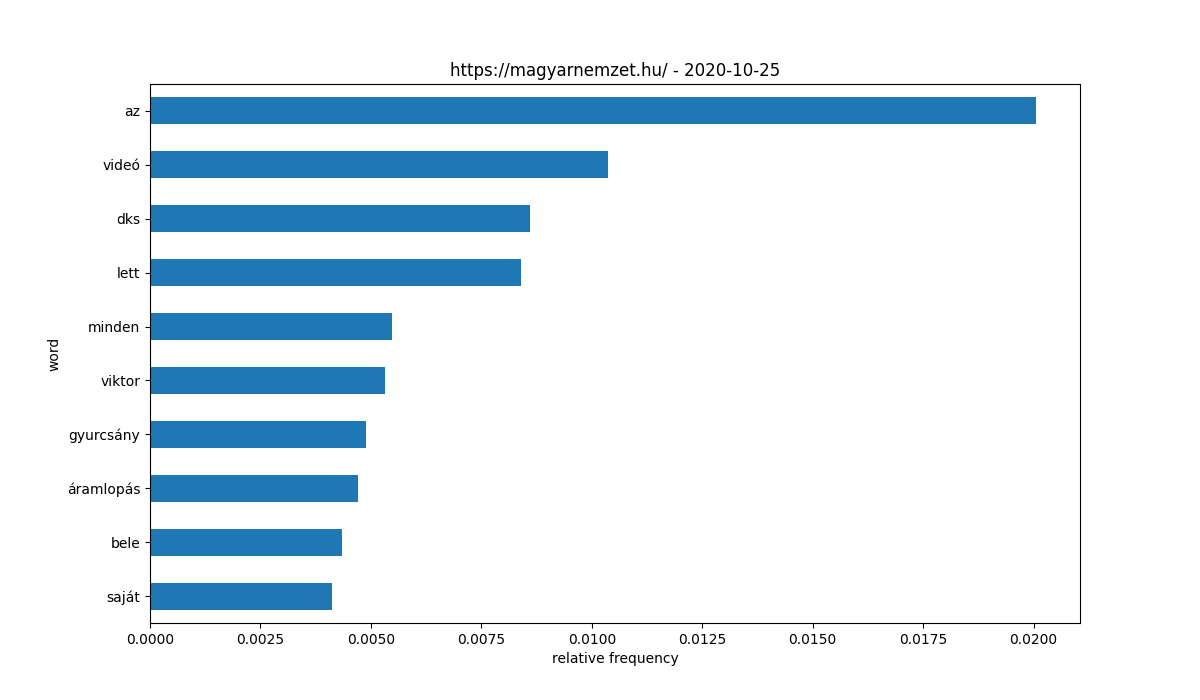 https://magyarnemzet.hu/ - 2020-10-25
az
videó
dks
lett
minden
viktor
gyurcsány
áramlopás
bele
saját
word
0.0000 0.0025 0.0050 0.0075 0.0100 0.0125 0.0150 0.0175 0.0200
relative frequency